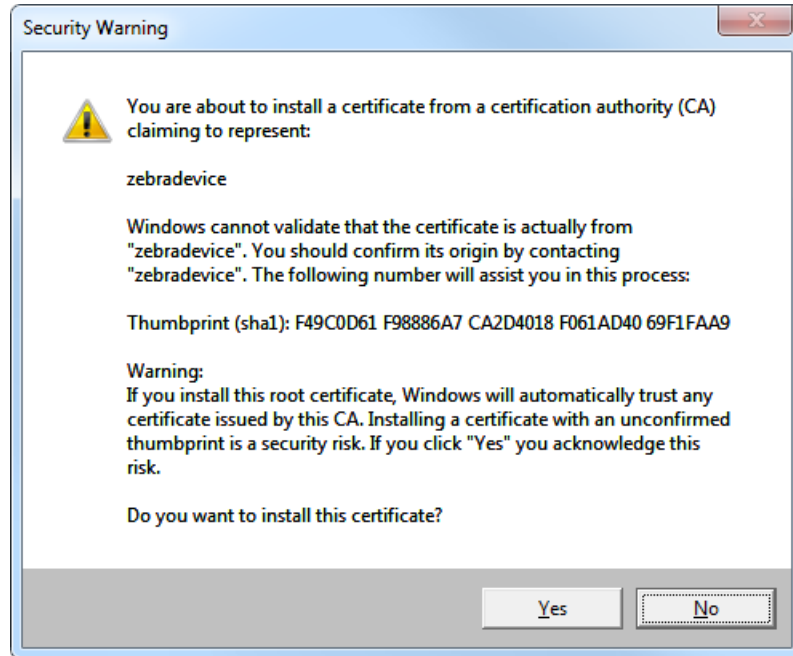 Security Warning
You are about to install a certificate from a certification authority (CA)
claiming to represent:
zebradevice
Windows cannot validate that the certificate is actually from
"zebradevice". You should confirm its origin by contacting
"zebradevice". The following number will assist you in this process:
Thumbprint (sha1): F49C0D61 F98886A7 CA2D4018 F061AD40 69F1FAA9
Warning:
If you install this root certificate, Windows will automatically trust any
certificate issued by this CA. Installing a certificate with an unconfirmed
thumbprint is a security risk. If you click "Yes" you acknowledge this
risk.
Do you want to install this certificate?
Yes No